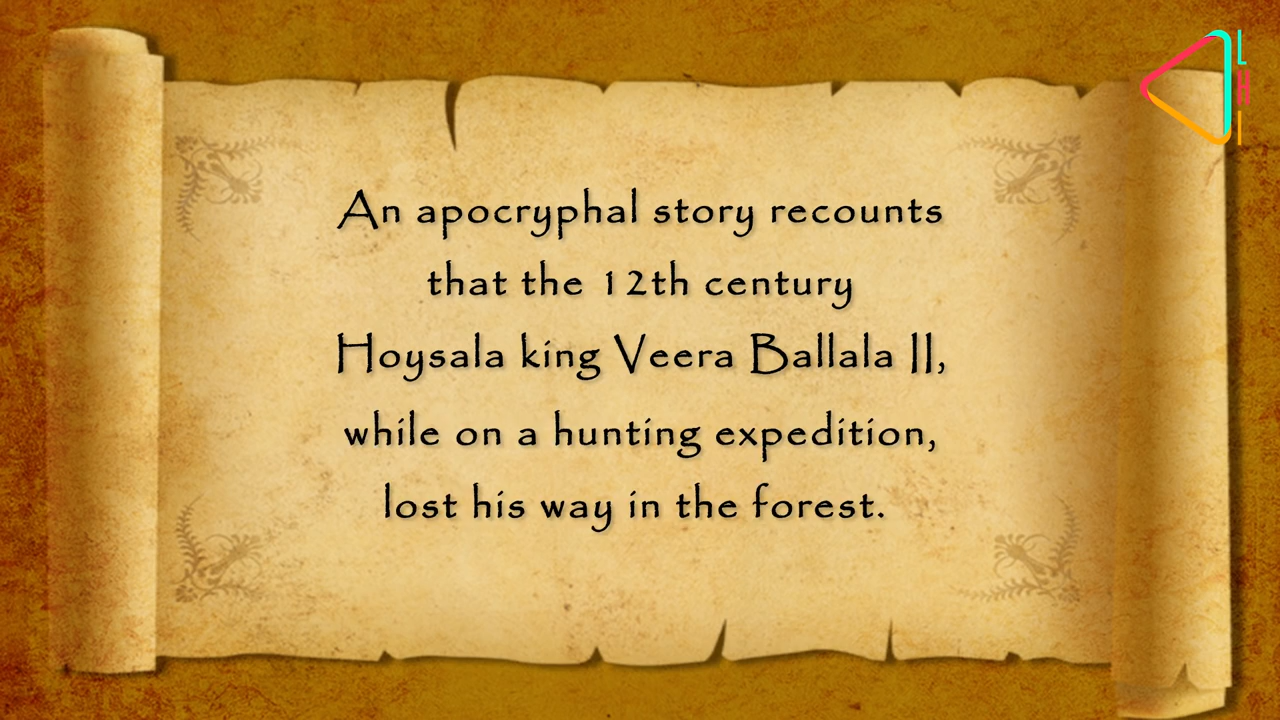 An apocryphal story recounts
that the 12th century
Hoysala king Veera Ballala II,
while on a hunting expedition,
lost his way in the forest.